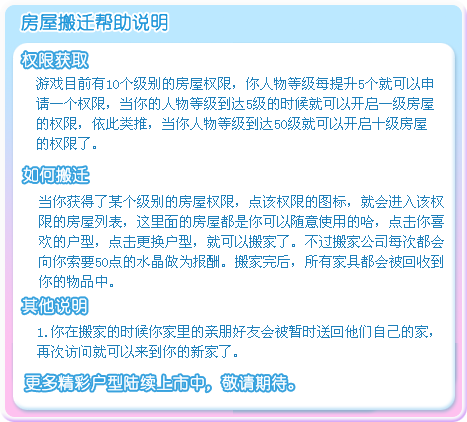 房屋搬迁帮助说明
权限获取
游戏目前有10个级别的房屋权限，你人物等级每提升5个就可以申
请一个权限，当你的人物等级到达5级的时候就可以开启一级房屋
的权限，依此类推，当你人物等级到达50级就可以开启十级房屋
的权限了。
如何搬迁
当你获得了某个级别的房屋权限，点该权限的图标，就会进入该权
限的房屋列表，这里面的房屋都是你可以随意使用的哈，点击你喜
欢的户型，点击更换户型，就可以搬家了。不过搬家公司每次都会
向你索要50点的水晶做为报酬。搬家完后，所有家具都会被回收到
你的物品中。
其他说明
1.你在搬家的时候你家里的亲朋好友会被暂时送回他们自己的家，
再次访问就可以来到你的新家了。
更多精彩户型陆续上市中，敬请期待。